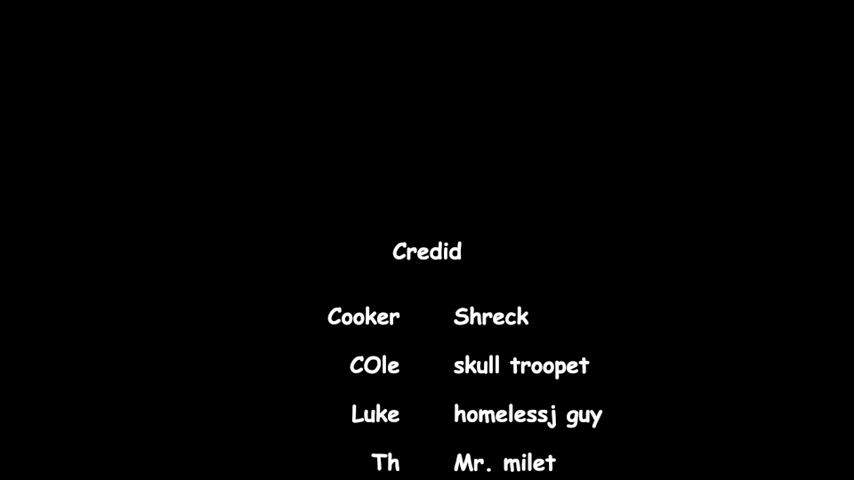 Credid
Cooker Shreck
COle skull troopet
Luke homelessj guy
Th Mr. milet